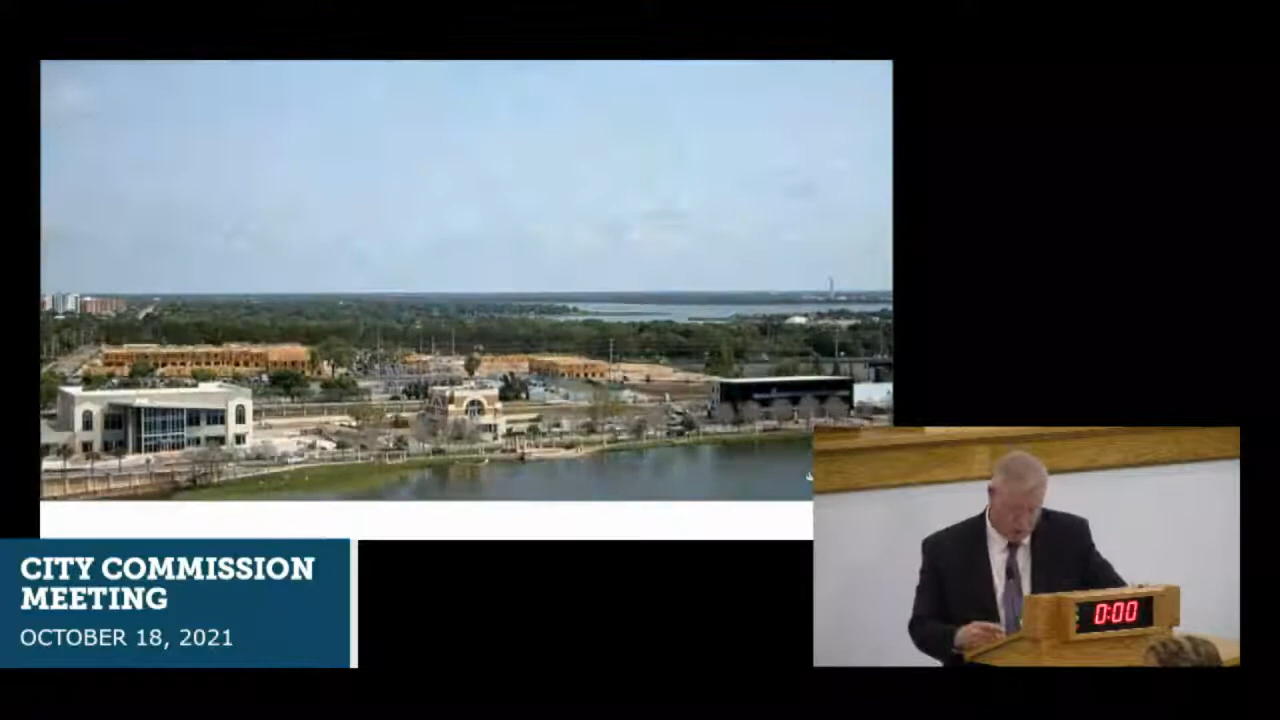 CITY COMMISSION
MEETING
OCTOBER 18, 2021
0:00